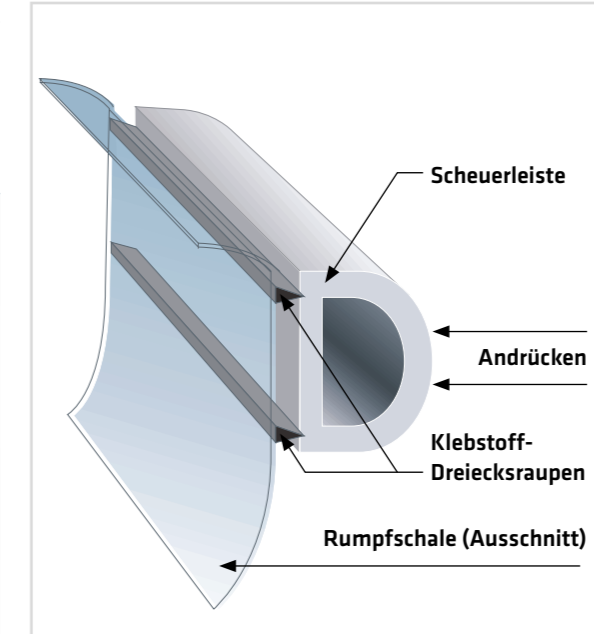 Scheuerleiste
Andrücken
Klebstoff-
Dreiecksraupen
Rumpfschale (Ausschnitt)